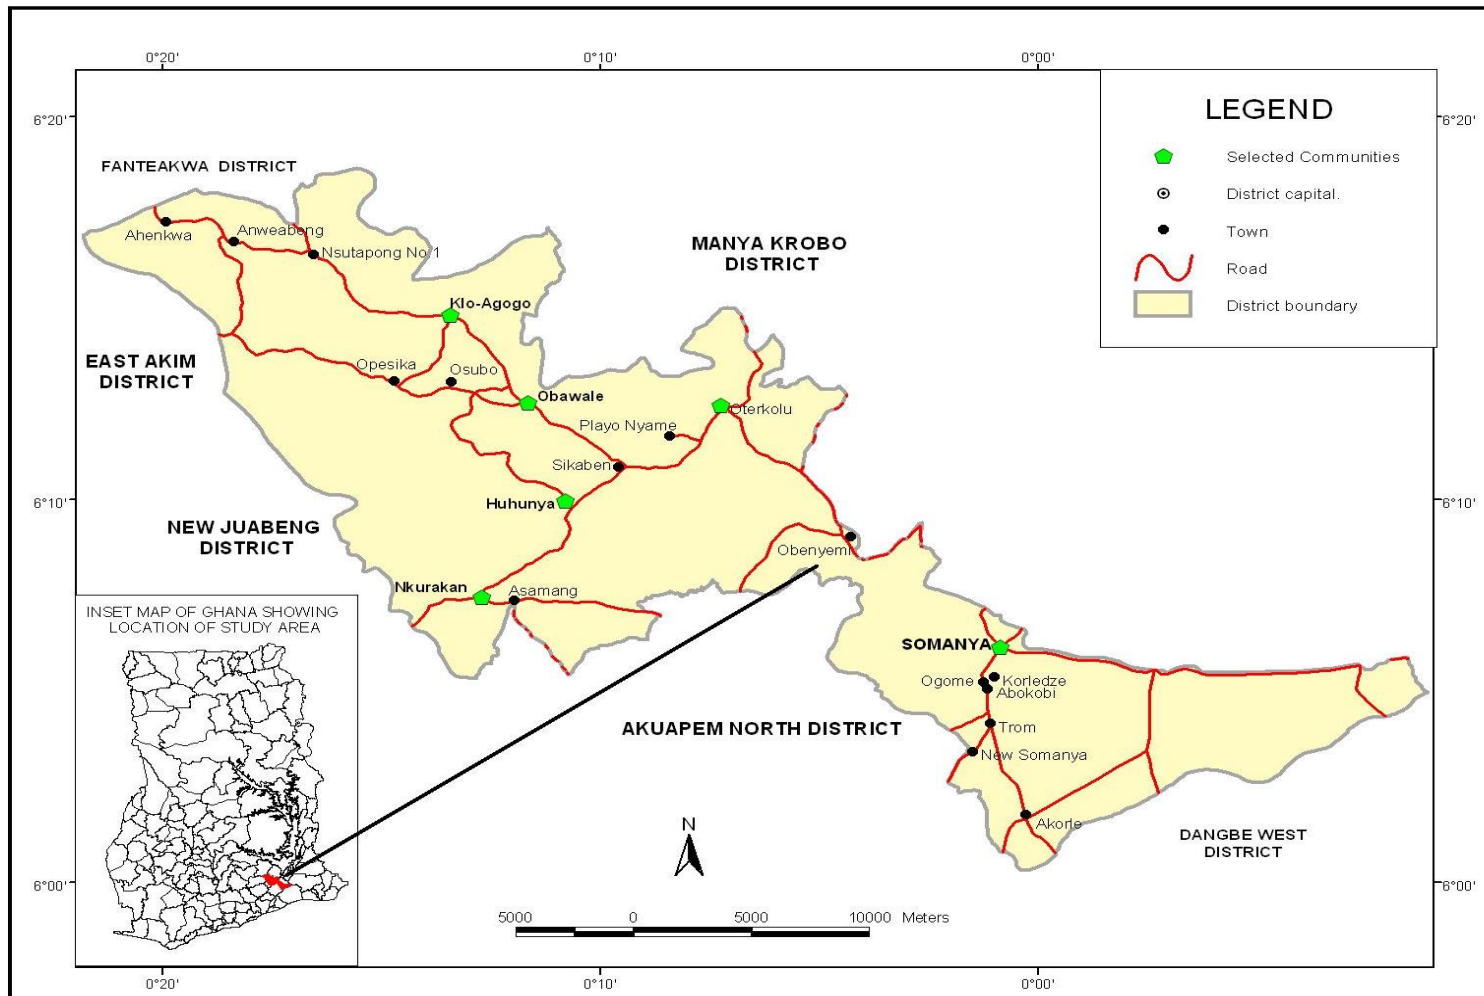 0°20'
0°10'
0°00'
6°20'
6°20'
LEGEND
Selected Communities
District capital.
Town
Road
District boundary
FANTEAKWA DISTRICT
Ahenkwa
Anweabeng
Nsutapong No.1
MANYA KROBO
DISTRICT
Klo-Agogo
EAST AKIM
DISTRICT
Opesika
Osubo
Obawale
Oterkolu
Playo Nyame
Sikaben
6°10'
6°10'
Huhunya
NEW JUABENG
DISTRICT
Obenyemi
Nkurakan
Asamang
INSET MAP OF GHANA SHOWING
LOCATION OF STUDY AREA
SOMANYA
Ogome
Korledze
Abokobi
AKUAPEM NORTH DISTRICT
Trom
New Somanya
Akorle
DANGBE WEST
DISTRICT
N
6°00'
6°00'
5000 0 5000 10000 Meters
0°20'
0°10'
0°00'